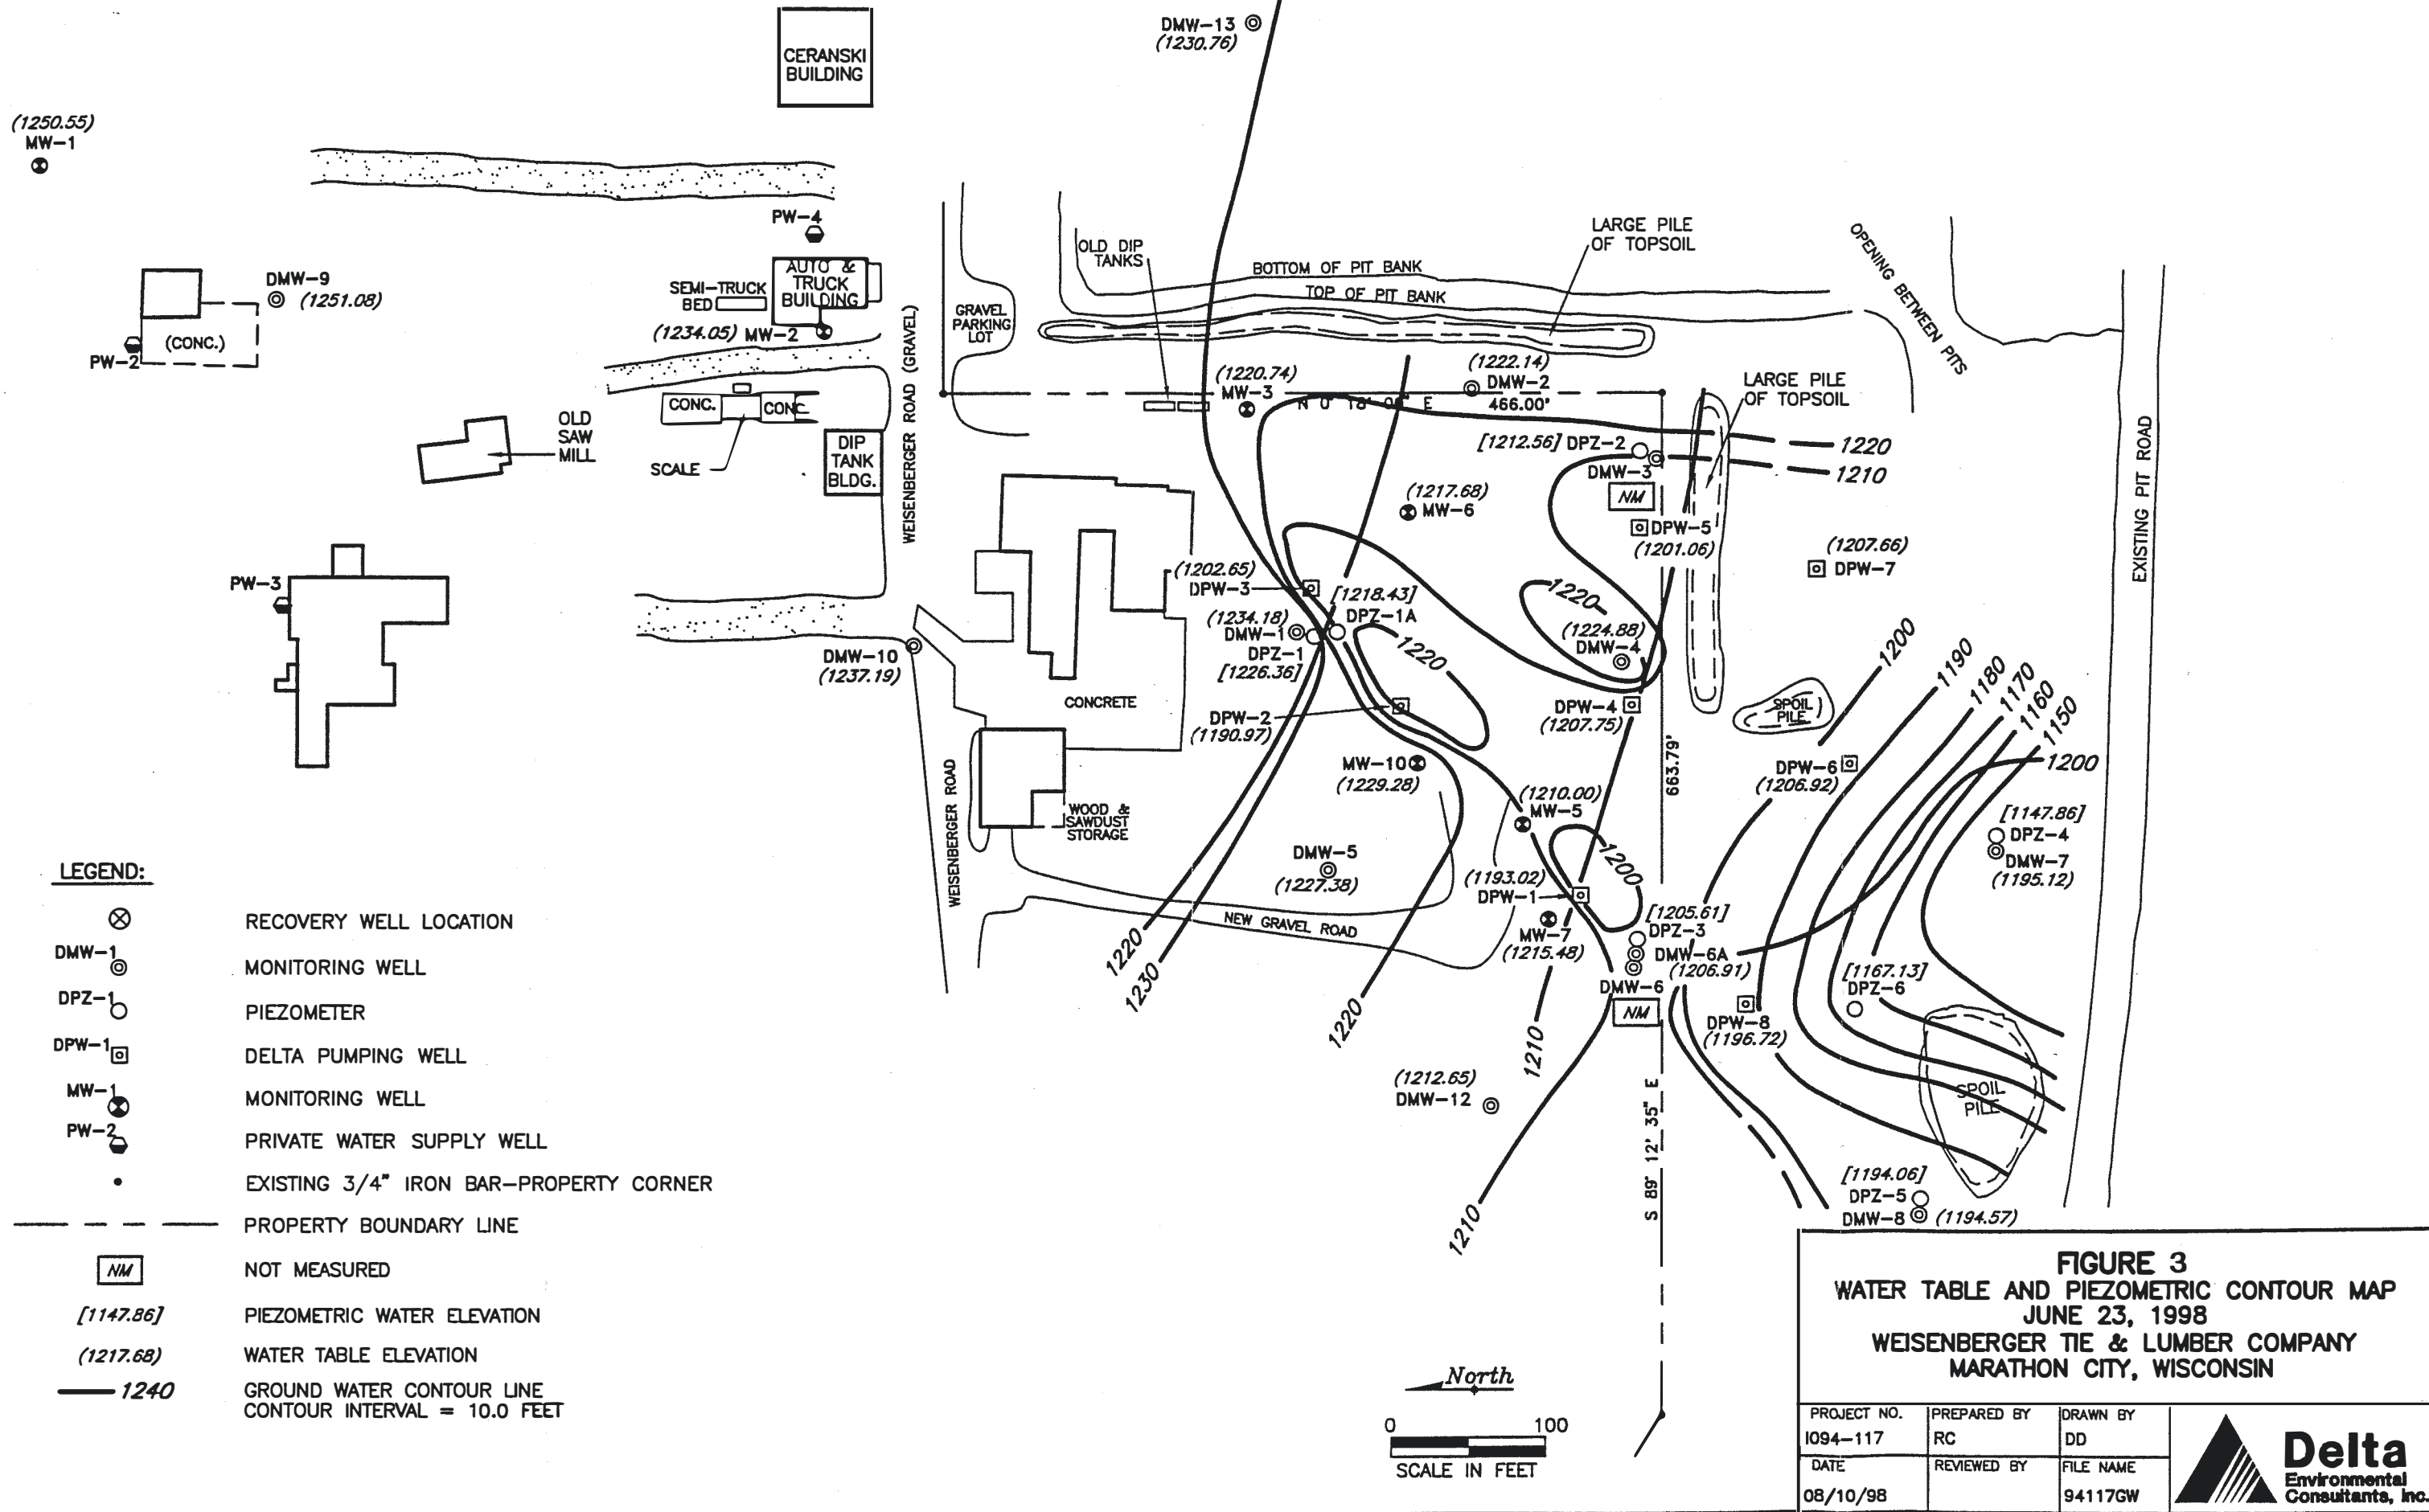 DMW-13
(1230.76)
CERANSKI
BUILDING
(1250.55)
MW-1
PW-4
DMW-9
(1251.08)
(CONC.)
PW-2
SEMI-TRUCK
BED
AUTO &
TRUCK
BUILDING
(1234.05) MW-2
WEISENBERGER ROAD (GRAVEL)
GRAVEL
PARKING
LOT
OLD DIP
TANKS
BOTTOM OF PIT BANK
TOP OF PIT BANK
LARGE PILE
OF TOPSOIL
OPENING BETWEEN PITS
EXISTING PIT ROAD
(1220.74)
MW-3
(1222.14)
DMW-2
N 0° 18' 0 " E
466.00'
LARGE PILE
OF TOPSOIL
CONC.
CONC
SCALE
OLD
SAW
MILL
DIP
TANK
BLDG.
[1212.56] DPZ-2
DMW-3
NM
1220
1210
(1217.68)
MW-6
DPW-5
(1201.06)
(1207.66)
DPW-7
PW-3
(1202.65)
DPW-3
[1218.43]
DPZ-1A
(1234.18)
DMW-1
DPZ-1
[1226.36]
1220
1220
(1224.88)
DMW-4
DMW-10
(1237.19)
CONCRETE
DPW-2
(1190.97)
DPW-4
(1207.75)
SPOIL
PILE
1200
1190
1180
1170
1160
1150
1200
663.79'
MW-10
(1229.28)
DPW-6
(1206.92)
WEISENBERGER ROAD
WOOD &
SAWDUST
STORAGE
(1210.00)
MW-5
[1147.86]
DPZ-4
DMW-7
(1195.12)
DMW-5
(1227.38)
1200
(1193.02)
DPW-1
NEW GRAVEL ROAD
MW-7
(1215.48)
[1205.61]
DPZ-3
DMW-6A
(1206.91)
DMW-6
NM
[1167.13]
DPZ-6
DPW-8
(1196.72)
1220
1230
1220
1210
1210
(1212.65)
DMW-12
S 89° 12' 35" E
SPOIL
PILE
[1194.06]
DPZ-5
DMW-8 (1194.57)
LEGEND:
RECOVERY WELL LOCATION
DMW-1
MONITORING WELL
DPZ-1
PIEZOMETER
DPW-1
DELTA PUMPING WELL
MW-1
MONITORING WELL
PW-2
PRIVATE WATER SUPPLY WELL
EXISTING 3/4" IRON BAR-PROPERTY CORNER
PROPERTY BOUNDARY LINE
NM
NOT MEASURED
[1147.86]
PIEZOMETRIC WATER ELEVATION
(1217.68)
WATER TABLE ELEVATION
1240
GROUND WATER CONTOUR LINE
CONTOUR INTERVAL = 10.0 FEET
North
0 100
SCALE IN FEET
FIGURE 3
WATER TABLE AND PIEZOMETRIC CONTOUR MAP
JUNE 23, 1998
WEISENBERGER TIE & LUMBER COMPANY
MARATHON CITY, WISCONSIN
PROJECT NO.
I094-117
PREPARED BY
RC
DRAWN BY
DD
DATE
08/10/98
REVIEWED BY
FILE NAME
94117GW
Delta
Environmental
Consultants, Inc.